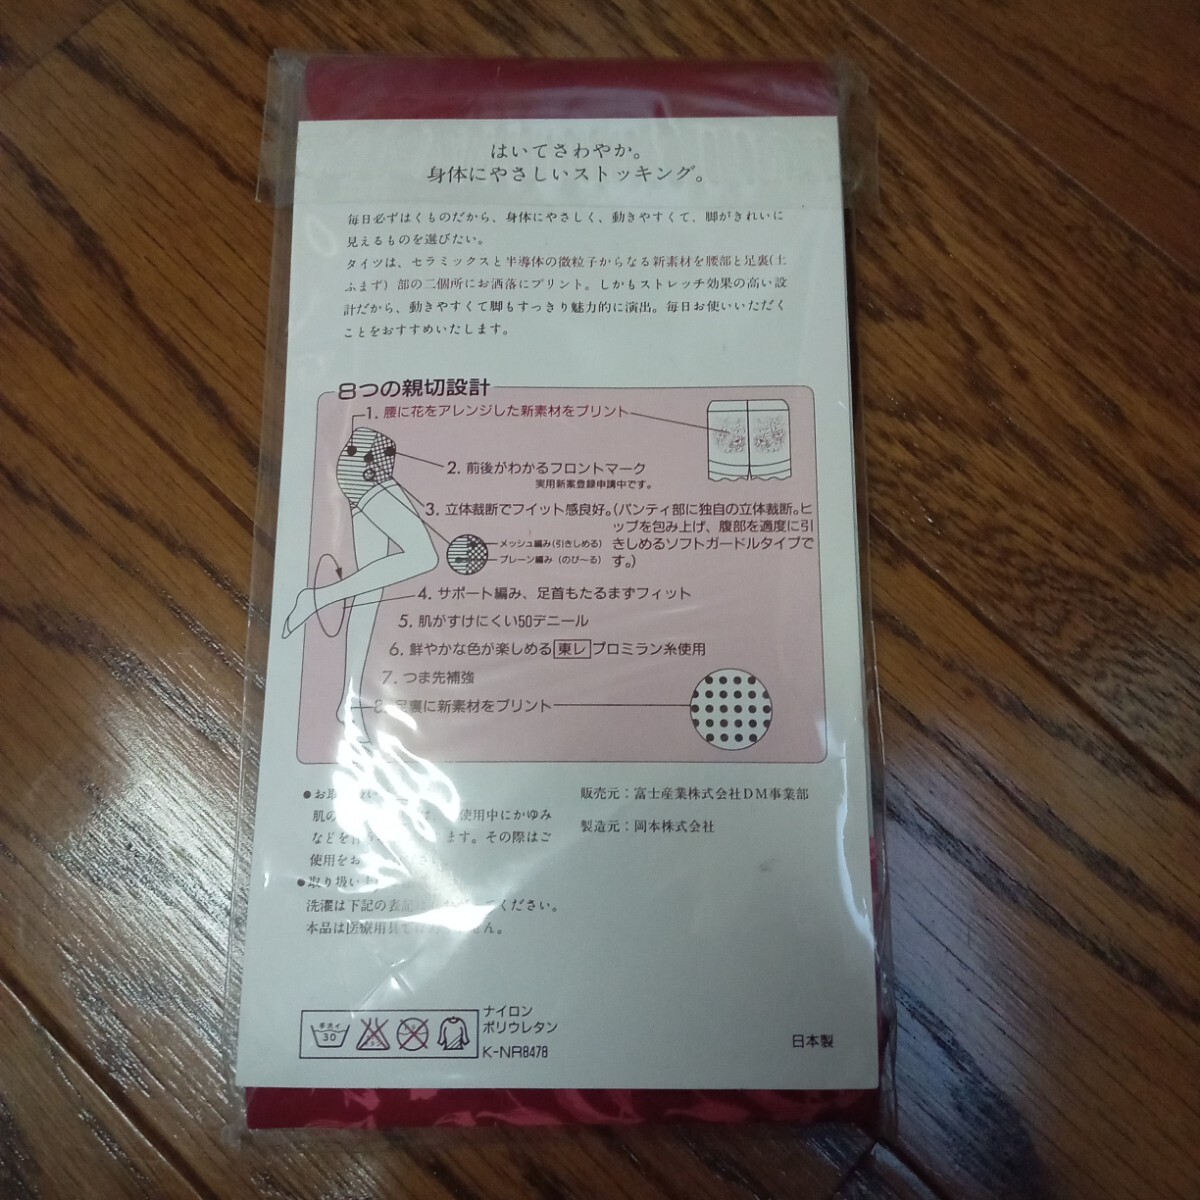 はいてさわやか。
身体にやさしいストッキング。
毎日必ずはくものだから、身体にやさしく、動きやすくて、脚がきれいに
見えるものを選びたい。
タイツは、セラミックスと半導体の微粒子からなる新素材を腰部と足裏(土
ふまず)部の二個所にお洒落にプリント。しかもストレッチ効果の高い設
計だから、動きやすくて脚もすっきり魅力的に演出。毎日お使いいただく
ことをおすすめいたします。
8つの親切設計
1. 腰に花をアレンジした新素材をプリント
2. 前後がわかるフロントマーク
実用新案登録申請中です。
3. 立体裁断でフィット感良好。(パンティ部に独自の立体裁断。ヒ
ップを包み上げ、腹部を適度に引
きしめるソフトガードルタイプで
す。)
メッシュ編み(引きしめる)
プレーン編み(のび〜る)
4. サポート編み、足首もたるまずフィット
5. 肌がすけにくい50デニール
6. 鮮やかな色が楽しめる 東レ プロミラン糸使用
7. つま先補強
8. 足裏に新素材をプリント
●お取
肌の 使用中にかゆみ
などを ます。その際はご
使用をお
●取り扱い
洗濯は下記の表記に ください。
本品は医療用具では ません。
販売元:富士産業株式会社DM事業部
製造元:岡本株式会社
手洗イ
30
ナイロン
ポリウレタン
K-NR8478
日本製